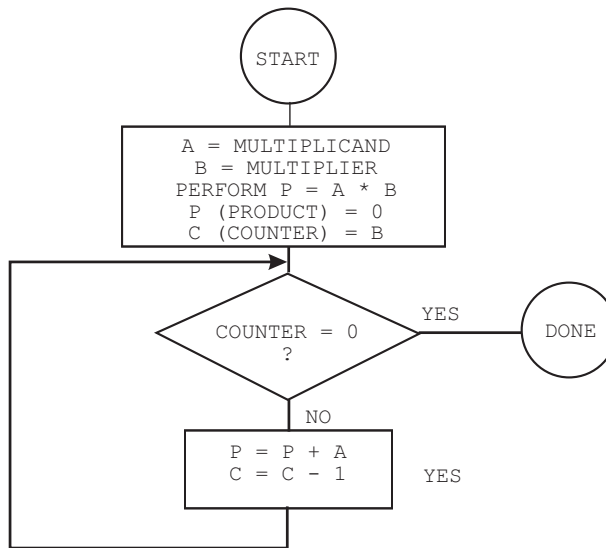 START
A = MULTIPLICAND
B = MULTIPLIER
PERFORM P = A * B
P (PRODUCT) = 0
C (COUNTER) = B
COUNTER = 0
?
YES
DONE
NO
P = P + A
C = C - 1
YES